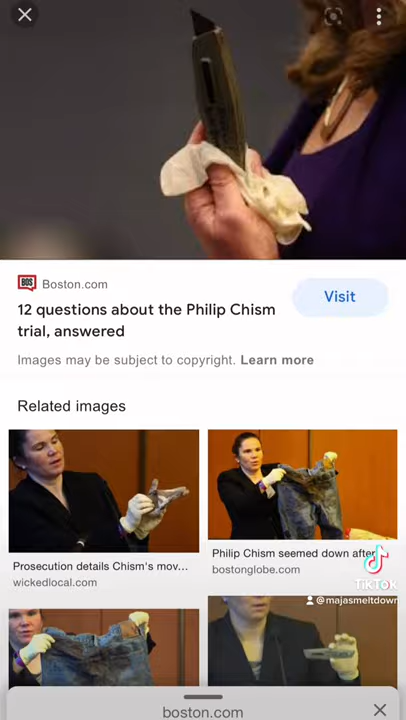 BOS Boston.com
12 questions about the Philip Chism
trial, answered
Visit
Images may be subject to copyright. Learn more
Related images
Prosecution details Chism's mov...
wickedlocal.com
Philip Chism seemed down after
bostonglobe.com
TikTok
@majasmeltdown
boston.com